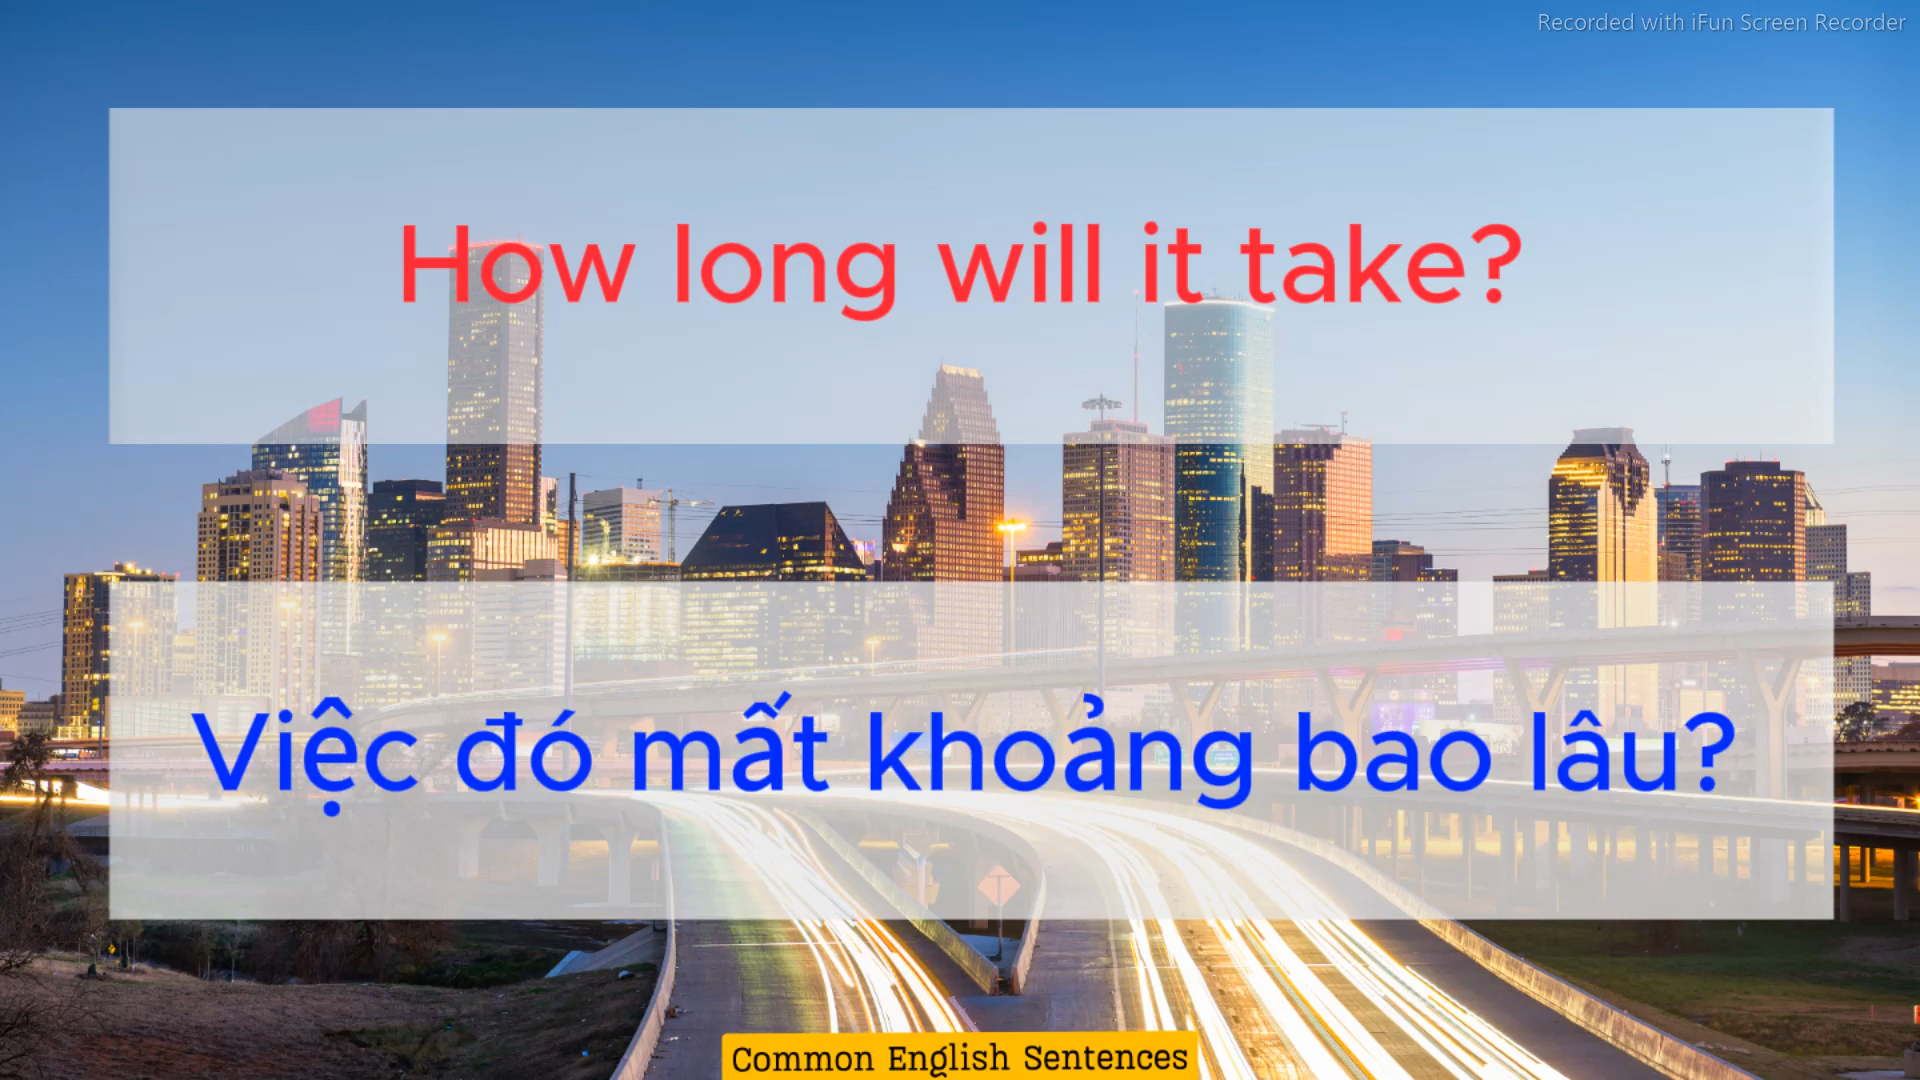 Recorded with iFun Screen Recorder
How long will it take?
Việc đó mất khoảng bao lâu?
Common English Sentences